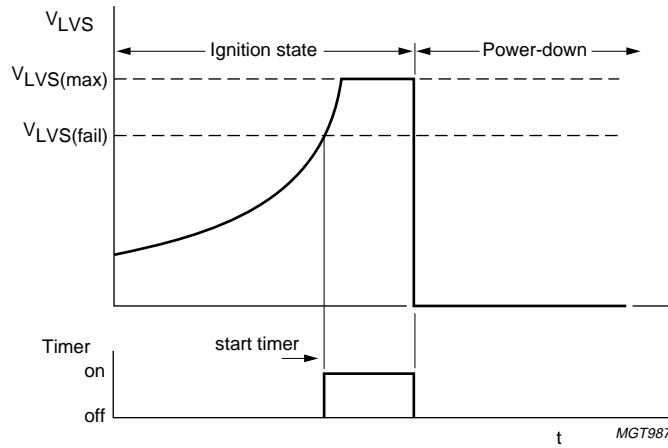 VLVS
Ignition state
Power-down
VLVS(max)
VLVS(fail)
Timer
start timer
on
off
t
MGT987